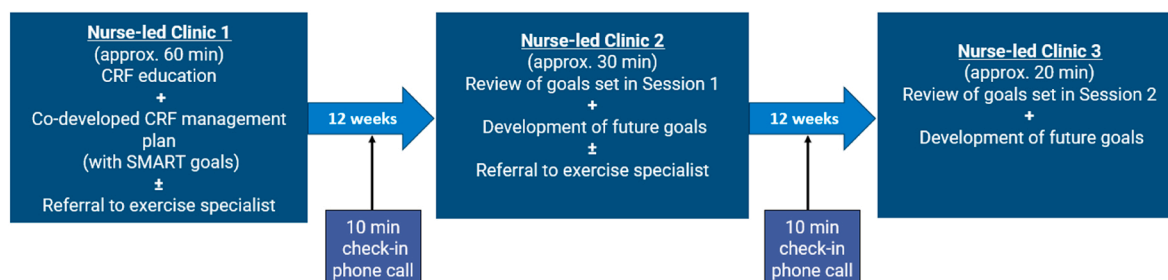 Nurse-led Clinic 1
(approx. 60 min)
CRF education
+
Co-developed CRF management
plan
(with SMART goals)
±
Referral to exercise specialist
12 weeks
10 min
check-in
phone call
Nurse-led Clinic 2
(approx. 30 min)
Review of goals set in Session 1
+
Development of future goals
±
Referral to exercise specialist
12 weeks
10 min
check-in
phone call
Nurse-led Clinic 3
(approx. 20 min)
Review of goals set in Session 2
+
Development of future goals